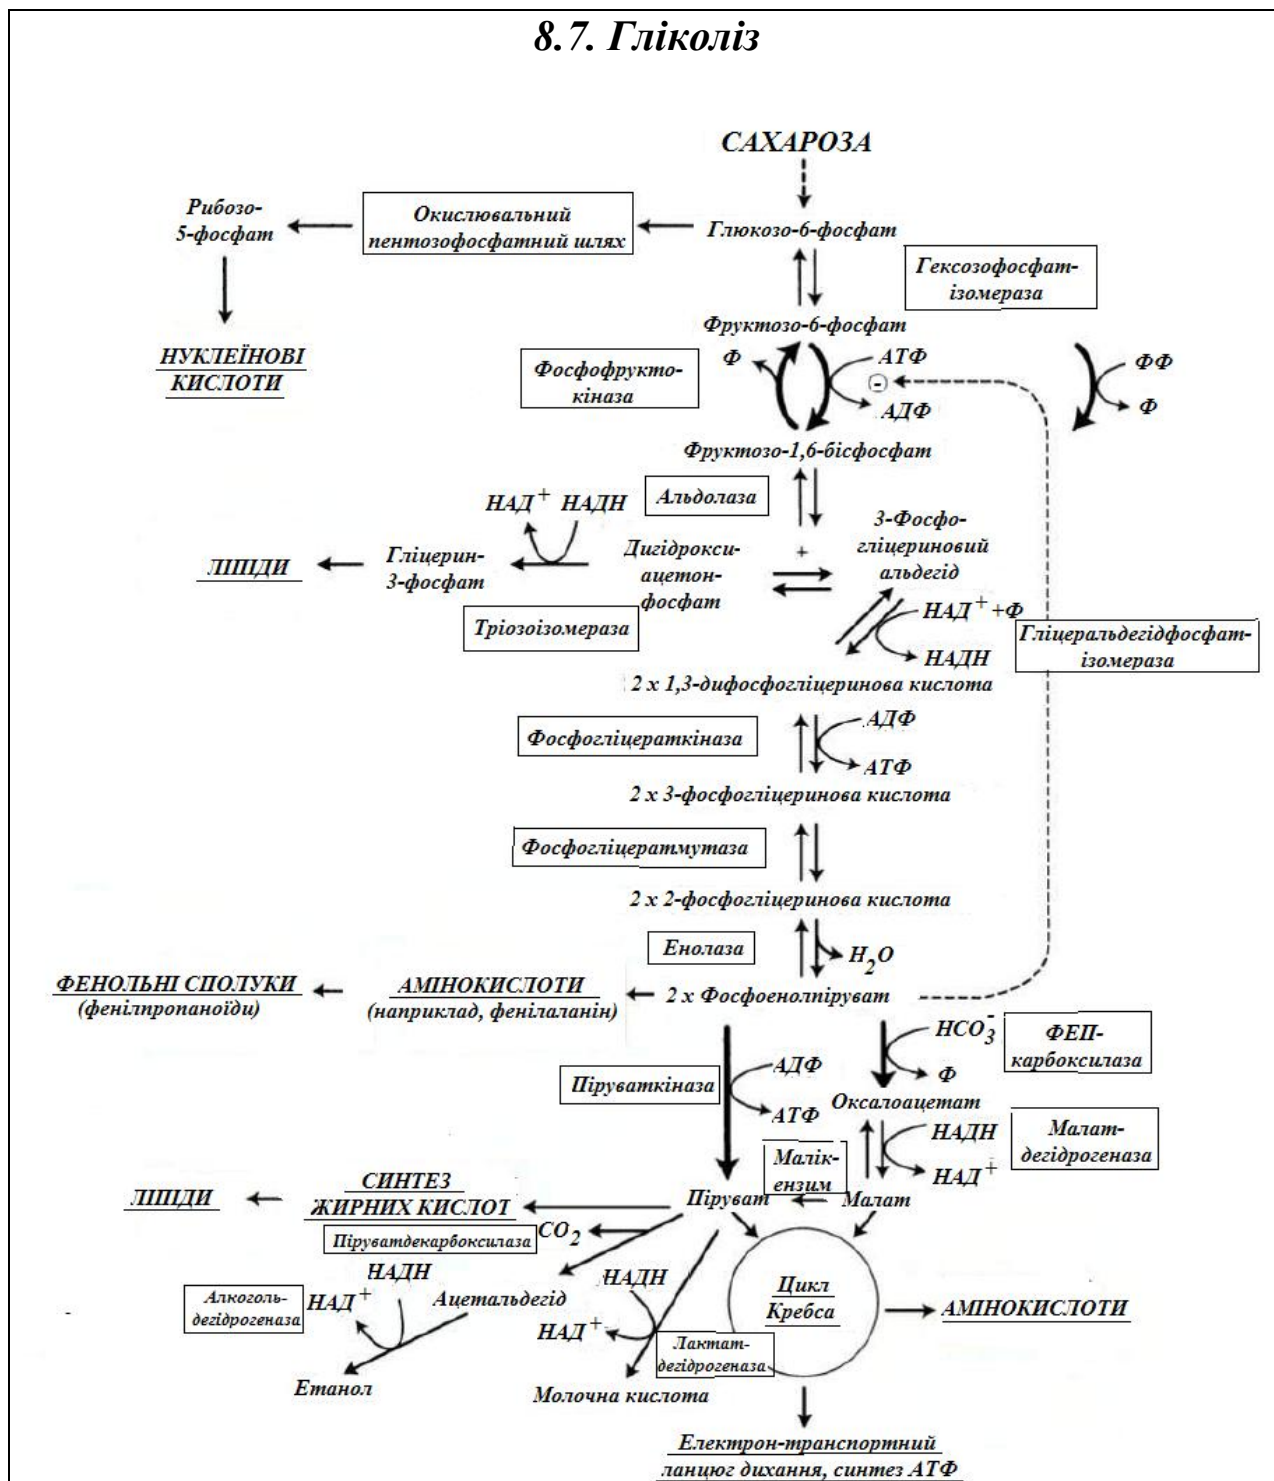 8.7. Гліколіз
САХАРОЗА
Рибозо-
5-фосфат
Окислювальний
пентозофосфатний шлях
Глюкозо-6-фосфат
Гексозофосфат-
ізомераза
НУКЛЕЇНОВІ
КИСЛОТИ
Фруктозо-6-фосфат
Фосфофрукто-
кіназа
Ф
АТФ
-
АДФ
ФФ
Ф
Фруктозо-1,6-бісфосфат
Альдолаза
НАД+ НАДН
ЛІПІДИ
Гліцерин-
3-фосфат
Дигідрокси-
ацетон-
фосфат
+
3-Фосфо-
гліцериновий
альдегід
Тріозоізомераза
НАД+ +Ф
НАДН
Гліцеральдегідфосфат-
ізомераза
2 х 1,3-дифосфогліцеринова кислота
Фосфогліцераткіназа
АДФ
АТФ
2 х 3-фосфогліцеринова кислота
Фосфогліцератмутаза
2 х 2-фосфогліцеринова кислота
Енолаза
H2O
ФЕНОЛЬНІ СПОЛУКИ
(фенілпропаноїди)
АМІНОКИСЛОТИ
(наприклад, фенілаланін)
2 х Фосфоенолпіруват
HCO3-
Ф
ФЕП-
карбоксилаза
Піруваткіназа
АДФ
АТФ
Оксалоацетат
НАДН
НАД+
Малат-
дегідрогеназа
Малік-
ензим
ЛІПІДИ
СИНТЕЗ
ЖИРНИХ КИСЛОТ
Піруват
Малат
Піруватдекарбоксилаза
CO2
НАДН
НАД+
Алкоголь-
дегідрогеназа
Ацетальдегід
НАДН
НАД+
Лактат-
дегідрогеназа
Цикл
Кребса
АМІНОКИСЛОТИ
Етанол
Молочна кислота
Електрон-транспортний
ланцюг дихання, синтез АТФ